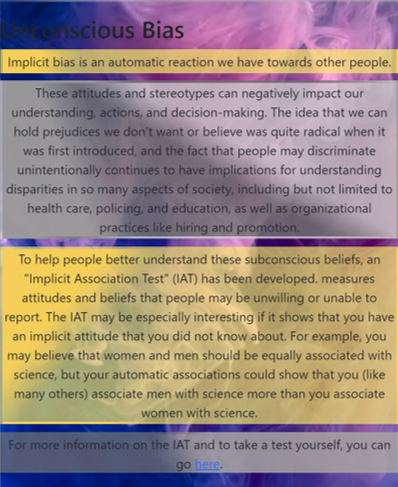 Unconscious Bias
Implicit bias is an automatic reaction we have towards other people.
These attitudes and stereotypes can negatively impact our
understanding, actions, and decision-making. The idea that we can
hold prejudices we don't want or believe was quite radical when it
was first introduced, and the fact that people may discriminate
unintentionally continues to have implications for understanding
disparities in so many aspects of society, including but not limited to
health care, policing, and education, as well as organizational
practices like hiring and promotion.
To help people better understand these subconscious beliefs, an
"Implicit Association Test" (IAT) has been developed. measures
attitudes and beliefs that people may be unwilling or unable to
report. The IAT may be especially interesting if it shows that you have
an implicit attitude that you did not know about. For example, you
may believe that women and men should be equally associated with
science, but your automatic associations could show that you (like
many others) associate men with science more than you associate
women with science.
For more information on the IAT and to take a test yourself, you can
go here.